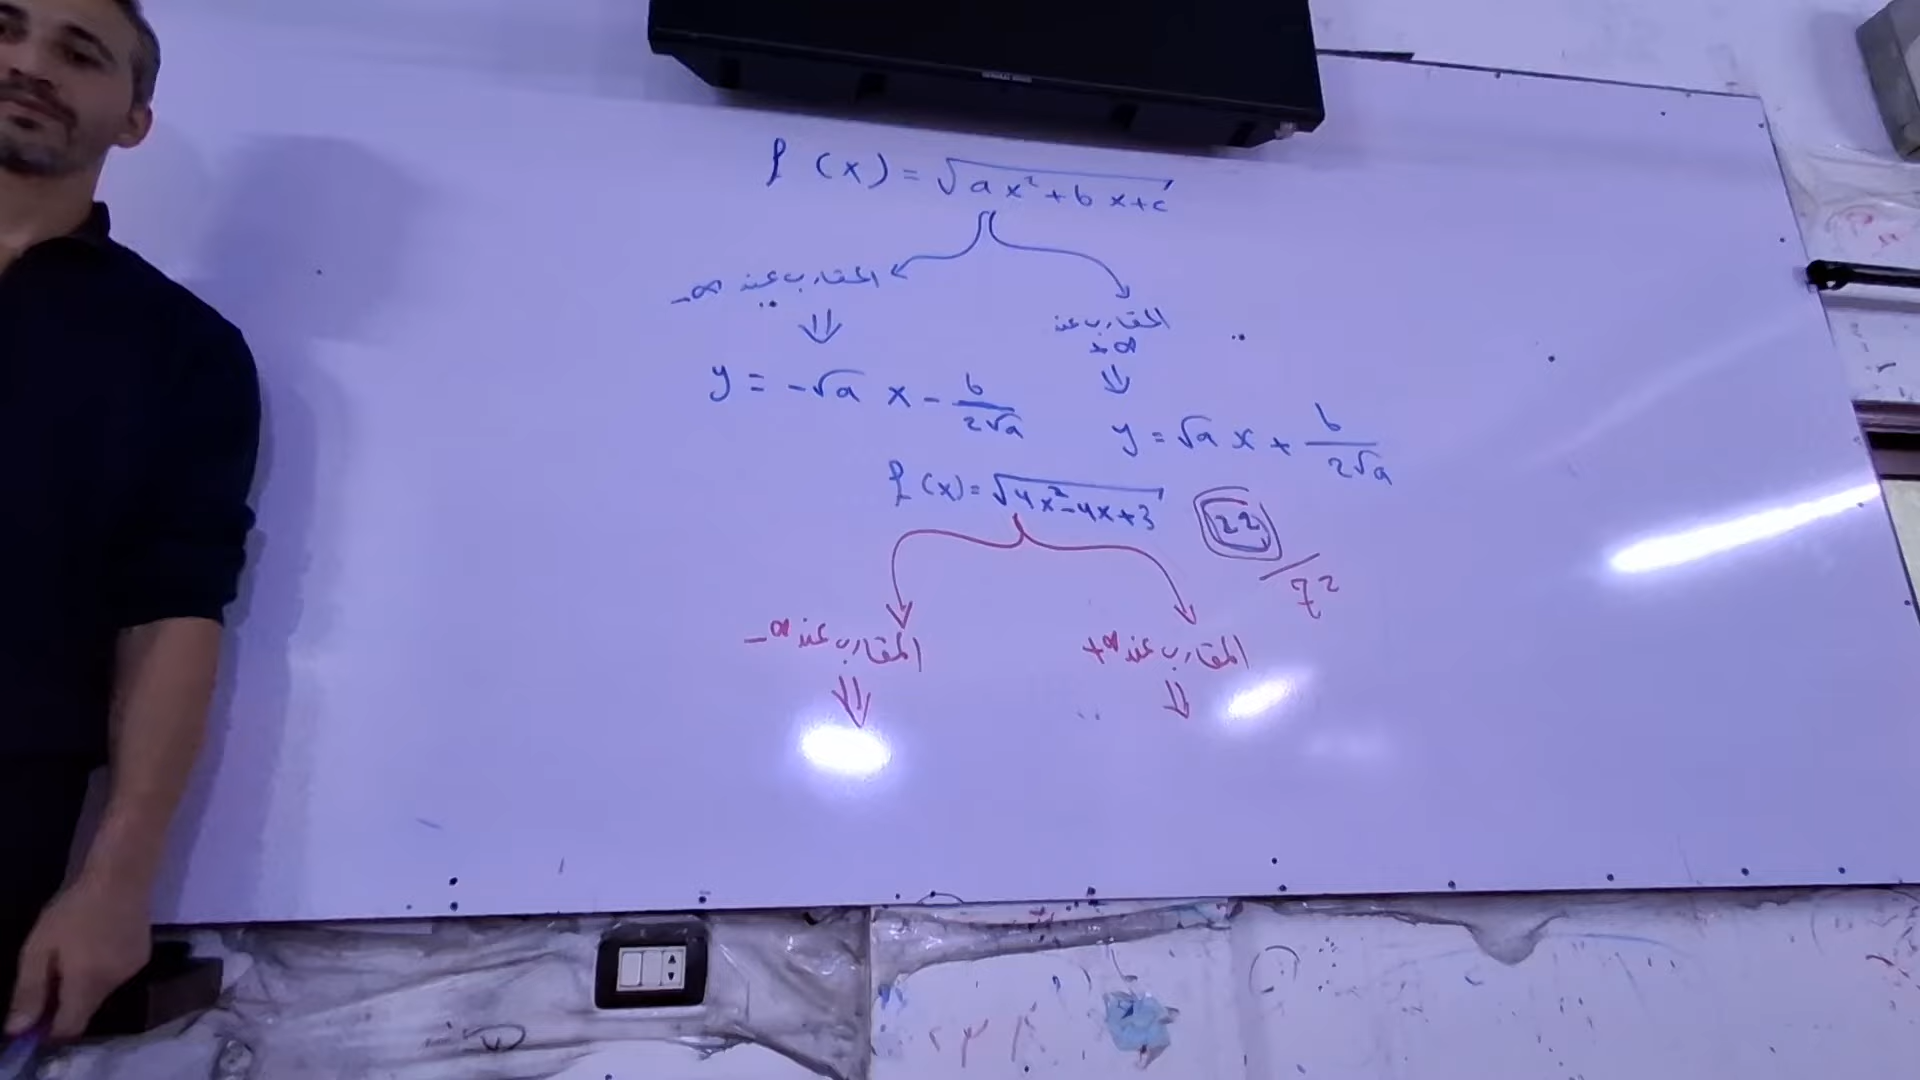 f(x) = √(ax² + bx + c)
المقارب عند -∞
المقارب عند +∞
y = -√a x - b/(2√a)
y = √a x + b/(2√a)
f(x) = √(4x² - 4x + 3)
22 / 72
المقارب عند -∞
المقارب عند +∞